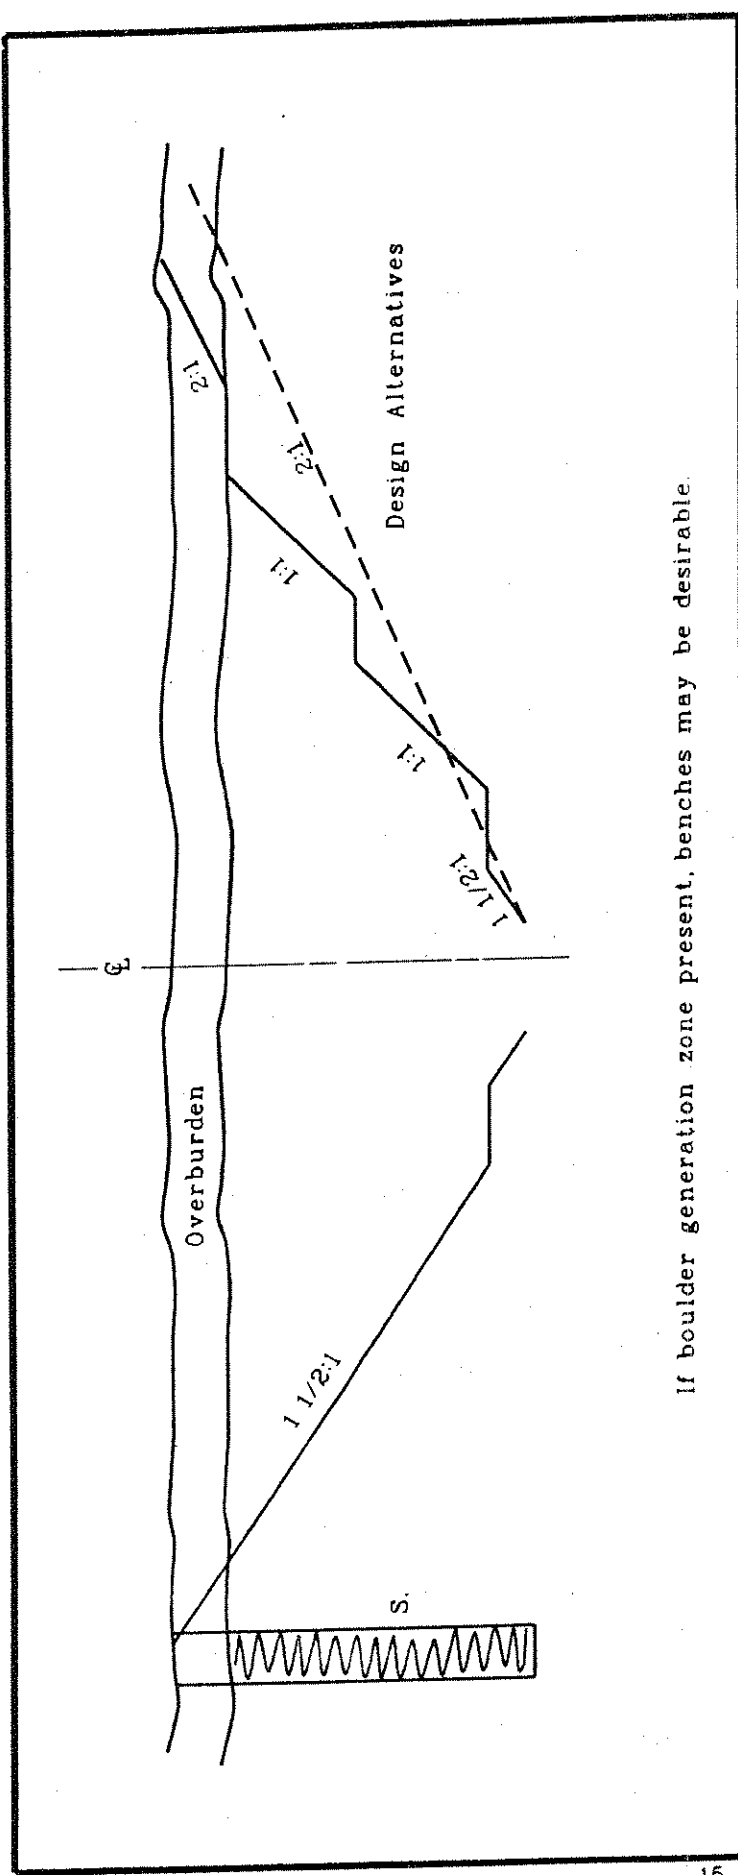 ℄
Overburden
1 1/2:1
S.
2:1
2:1
1:1
1:1
1 1/2:1
Design Alternatives
If boulder generation zone present, benches may be desirable.
15